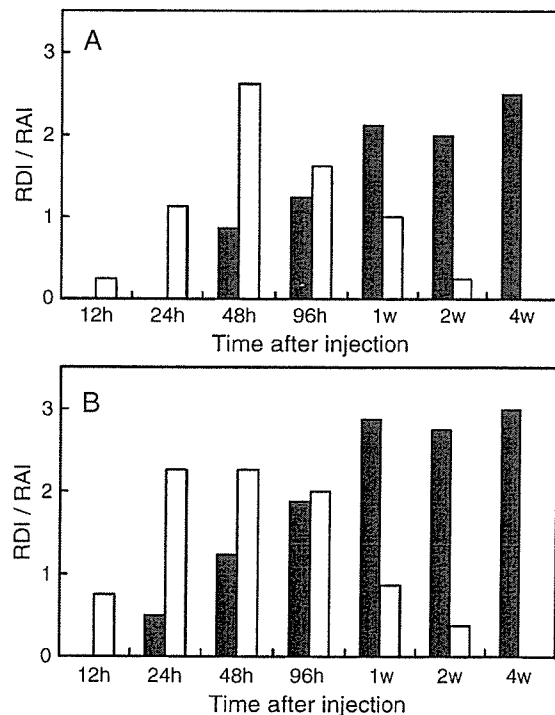 A
3
2
1
0
RDI / RAI
12h 24h 48h 96h 1w 2w 4w
Time after injection
B
3
2
1
0
RDI / RAI
12h 24h 48h 96h 1w 2w 4w
Time after injection